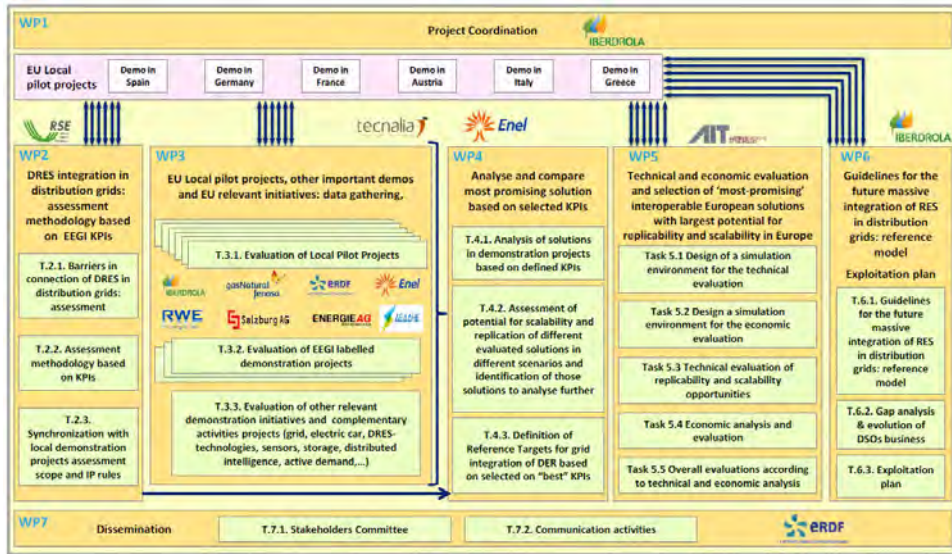 WP1
Project Coordination
IBERDROLA
EU Local
pilot projects
Demo in
Spain
Demo in
Germany
Demo in
France
Demo in
Austria
Demo in
Italy
Demo in
Greece
RSE
tecnalia
Enel
AIT
IBERDROLA
WP2
DRES integration in
distribution grids:
assessment
methodology based
on EEGI KPIs
T.2.1. Barriers in
connection of DRES in
distribution grids:
assessment
T.2.2. Assessment
methodology based on
KPIs
T.2.3.
Synchronization with
local demonstration
projects assessment
scope and IP rules
WP3
EU Local pilot projects, other important demos
and EU relevant initiatives: data gathering,
T.3.1. Evaluation of Local Pilot Projects
IBERDROLA
gasNatural
fenosa
eRDF
Enel
RWE
Salzburg AG
ENERGIE AG
T.3.2. Evaluation of EEGI labelled
demonstration projects
T.3.3. Evaluation of other relevant
demonstration initiatives and complementary
activities projects (grid, electric car, DRES-
technologies, sensors, storage, distributed
intelligence, active demand,...)
WP4
Analyse and compare
most promising solution
based on selected KPIs
T.4.1. Analysis of solutions
in demonstration projects
based on defined KPIs
T.4.2. Assessment of
potential for scalability and
replication of different
evaluated solutions in
different scenarios and
identification of those
solutions to analyse further
T.4.3. Definition of
Reference Targets for grid
integration of DER based
on selected on "best" KPIs
WP5
Technical and economic evaluation
and selection of 'most-promising'
interoperable European solutions
with largest potential for
replicability and scalability in Europe
Task 5.1 Design of a simulation
environment for the technical
evaluation
Task 5.2 Design a simulation
environment for the economic
evaluation
Task 5.3 Technical evaluation
of replicability and scalability
opportunities
Task 5.4 Economic analysis and
evaluation
Task 5.5 Overall evaluations according
to technical and economic analysis
WP6
Guidelines for the
future massive
integration of RES
in distribution
grids: reference
model
Exploitation plan
T.6.1. Guidelines
for the future
massive
integration of RES
in distribution
grids: reference
model
T.6.2. Gap analysis
& evolution of
DSOs business
T.6.3. Exploitation
plan
WP7
Dissemination
T.7.1. Stakeholders Committee
T.7.2. Communication activities
eRDF